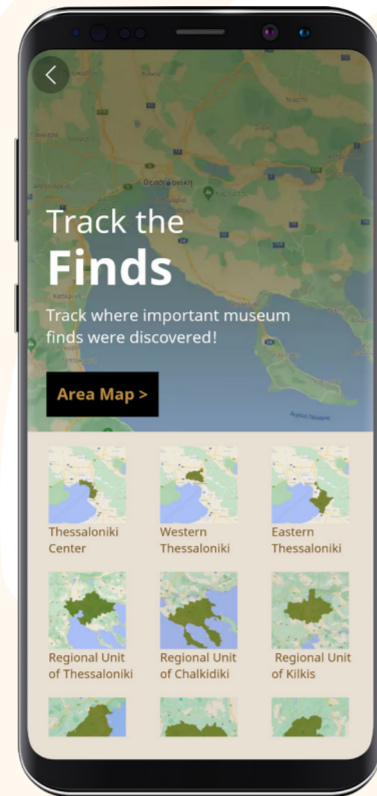 Θεσσαλονίκη
Track the
Finds
Track where important museum
finds were discovered!
Area Map >
Thessaloniki
Center
Western
Thessaloniki
Eastern
Thessaloniki
Regional Unit
of Thessaloniki
Regional Unit
of Chalkidiki
Regional Unit
of Kilkis